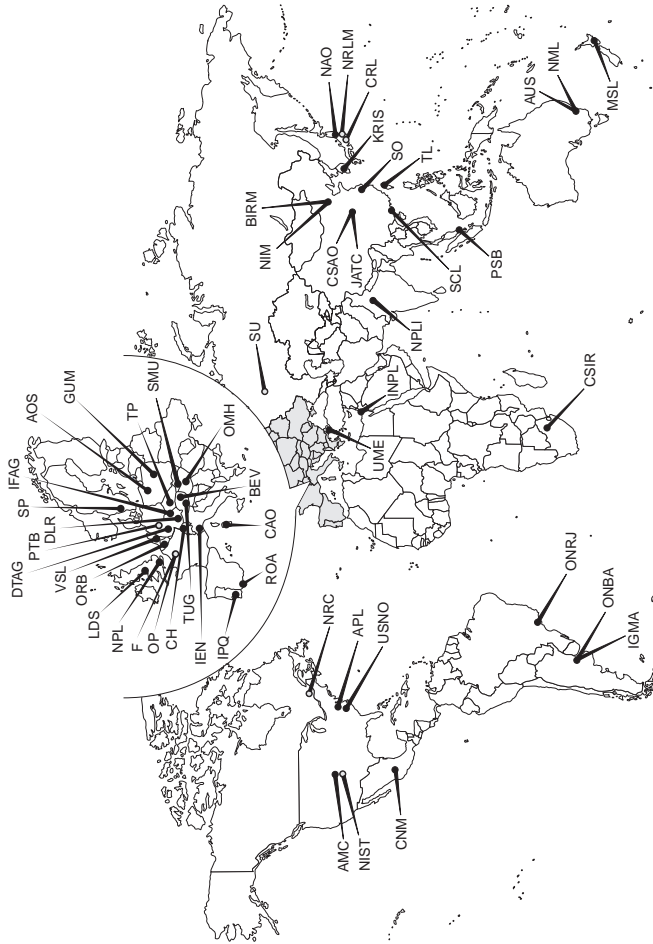 AOS
GUM
TP
SMU
OMH
IFAG
SP
DLR
PTB
DTAG
VSL
ORB
LDS
NPL
F
OP
CH
TUG
IEN
IPQ
ROA
CAO
BEV
SU
BIRM
NIM
CSAO
JATC
NAO
NRLM
CRL
KRIS
SO
TL
SCL
PSB
NPLI
INPL
UME
CSIR
AUS
NML
MSL
NRC
APL
USNO
AMC
NIST
CNM
ONRJ
ONBA
IGMA